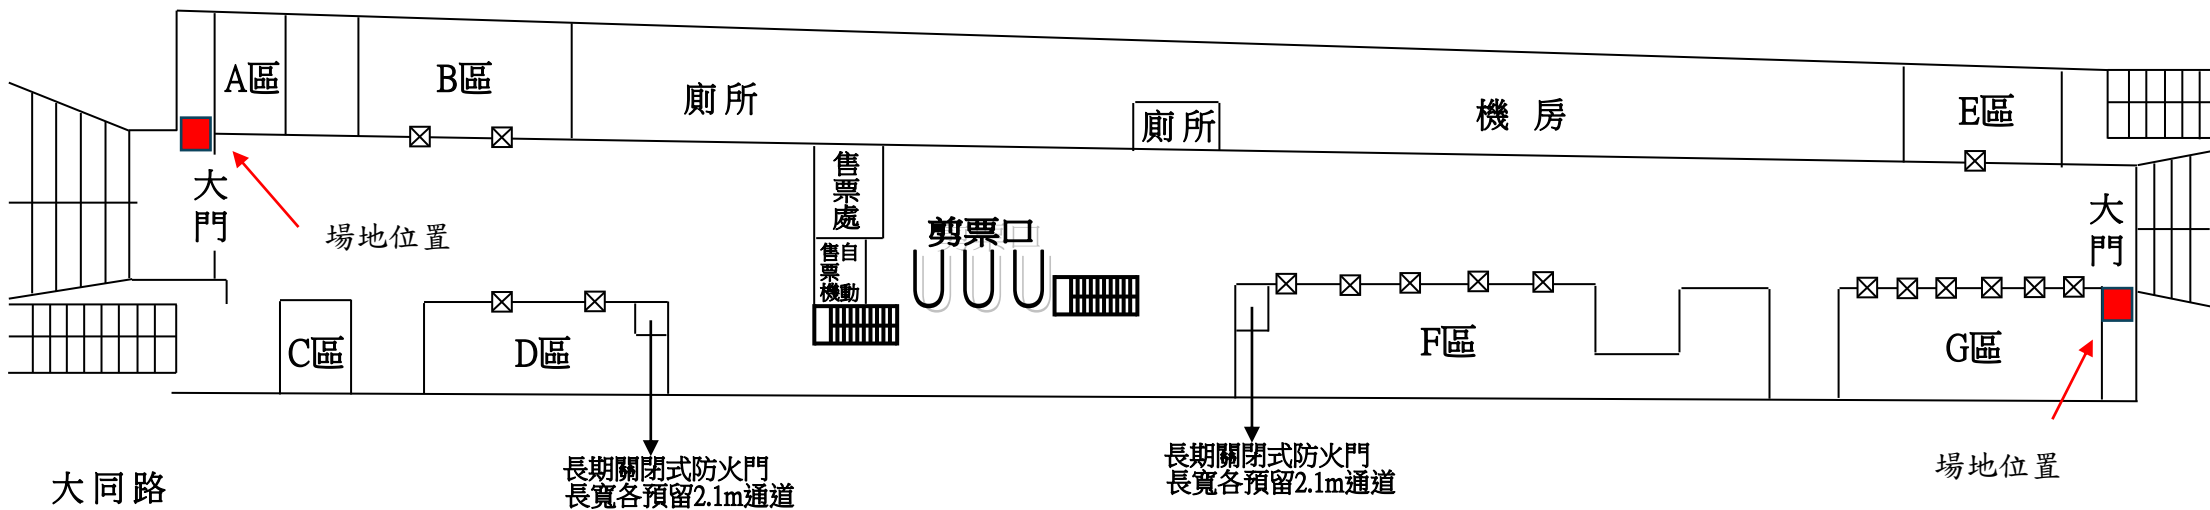 A區
B區
廁所
廁所
機房
E區
大門
場地位置
售票處
自動
售票機
剪票口
大門
C區
D區
F區
G區
長期關閉式防火門
長寬各預留2.1m通道
長期關閉式防火門
長寬各預留2.1m通道
場地位置
大同路